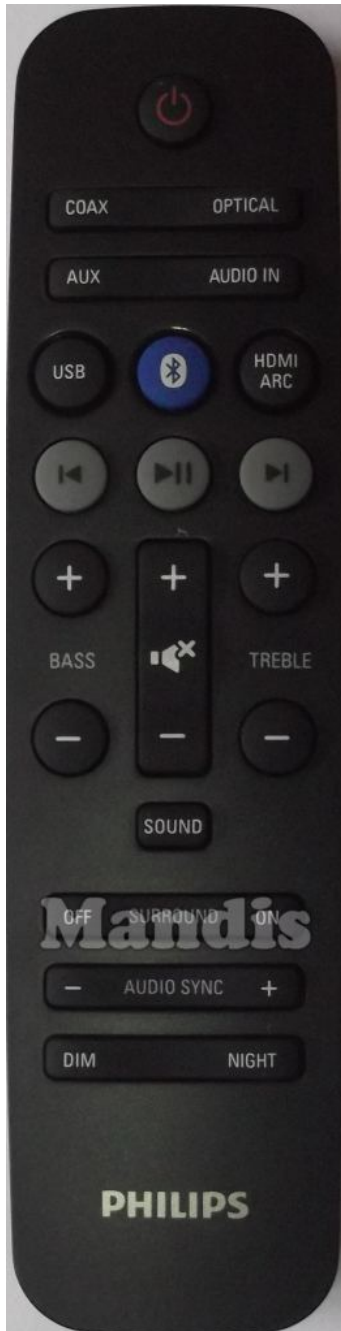 COAX OPTICAL
AUX AUDIO IN
USB HDMI ARC
+ + +
BASS TREBLE
- - -
SOUND
OFF SURROUND ON
Mandis
- AUDIO SYNC +
DIM NIGHT
PHILIPS